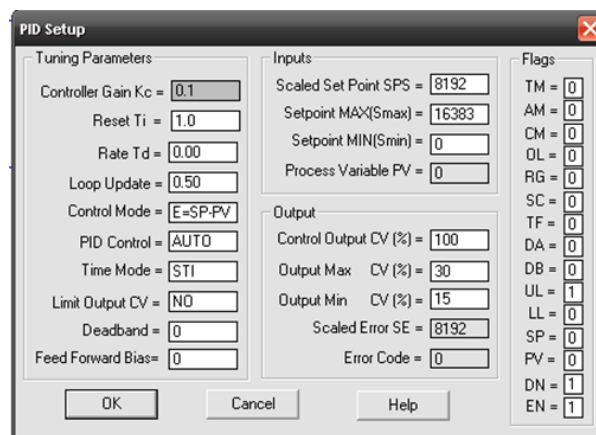 PID Setup
Tuning Parameters
Controller Gain Kc = 0.1
Reset Ti = 1.0
Rate Td = 0.00
Loop Update = 0.50
Control Mode = E=SP-PV
PID Control = AUTO
Time Mode= STI
Limit Output CV = NO
Deadband = 0
Feed Forward Bias= 0
Inputs
Scaled Set Point SPS = 8192
Setpoint MAX(Smax) = 16383
Setpoint MIN(Smin) = 0
Process Variable PV = 0
Output
Control Output CV (%) = 100
Output Max CV (%) = 30
Output Min CV (%) = 15
Scaled Error SE = 8192
Error Code = 0
Flags
TM = 0
AM = 0
CM = 0
OL = 0
RG = 0
SC = 0
TF = 0
DA = 0
DB = 0
UL = 1
LL = 0
SP = 0
PV = 0
DN = 1
EN = 1
OK
Cancel
Help